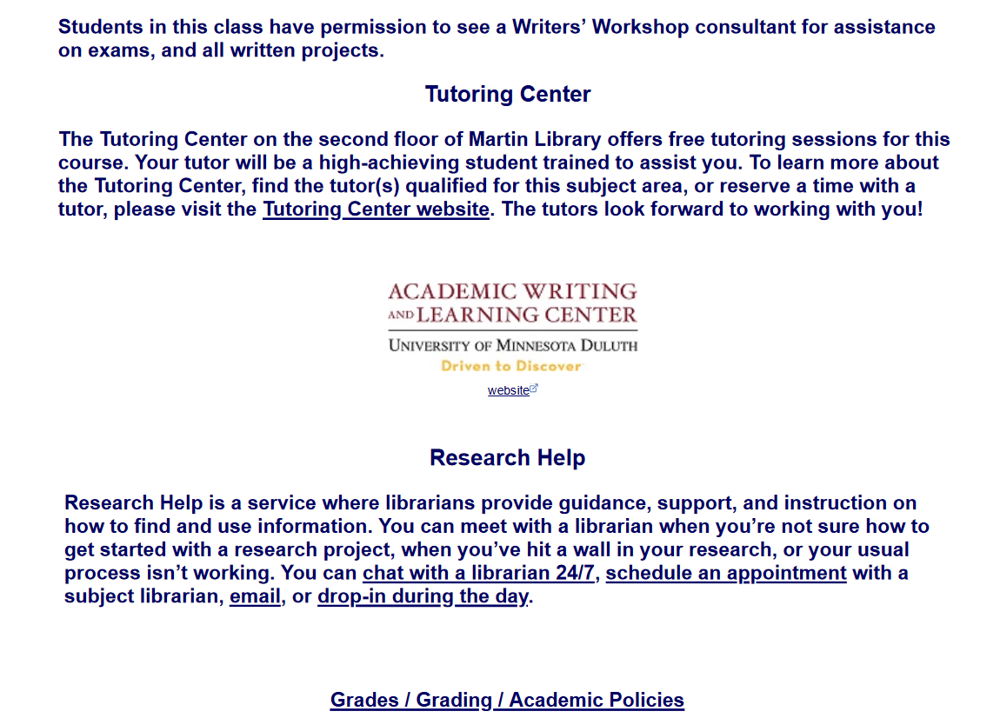 Students in this class have permission to see a Writers’ Workshop consultant for assistance
on exams, and all written projects.
Tutoring Center
The Tutoring Center on the second floor of Martin Library offers free tutoring sessions for this
course. Your tutor will be a high-achieving student trained to assist you. To learn more about
the Tutoring Center, find the tutor(s) qualified for this subject area, or reserve a time with a
tutor, please visit the Tutoring Center website. The tutors look forward to working with you!
ACADEMIC WRITING
AND LEARNING CENTER
UNIVERSITY OF MINNESOTA DULUTH
Driven to Discover
website
Research Help
Research Help is a service where librarians provide guidance, support, and instruction on
how to find and use information. You can meet with a librarian when you’re not sure how to
get started with a research project, when you’ve hit a wall in your research, or your usual
process isn’t working. You can chat with a librarian 24/7, schedule an appointment with a
subject librarian, email, or drop-in during the day.
Grades / Grading / Academic Policies